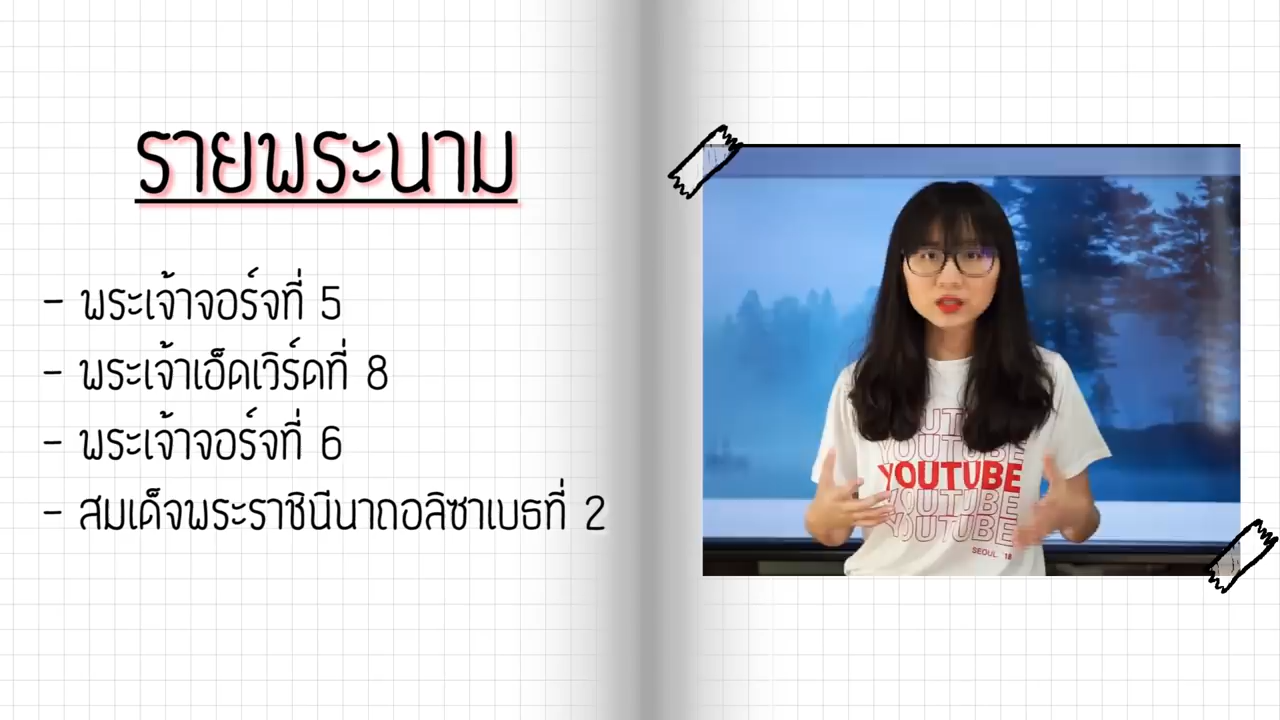 รายพระนาม
- พระเจ้าจอร์จที่ 5
- พระเจ้าเอ็ดเวิร์ดที่ 8
- พระเจ้าจอร์จที่ 6
- สมเด็จพระราชินีนาถอลิซาเบธที่ 2
YOUTUBE
YOUTUBE
YOUTUBE
YOUTUBE
YOUTUBE
SEOUL '18